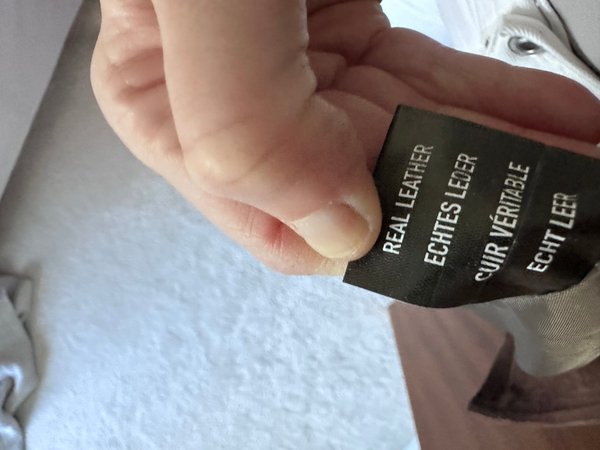 REAL LEATHER
ECHTES LEDER
CUIR VÉRITABLE
ECHT LEER